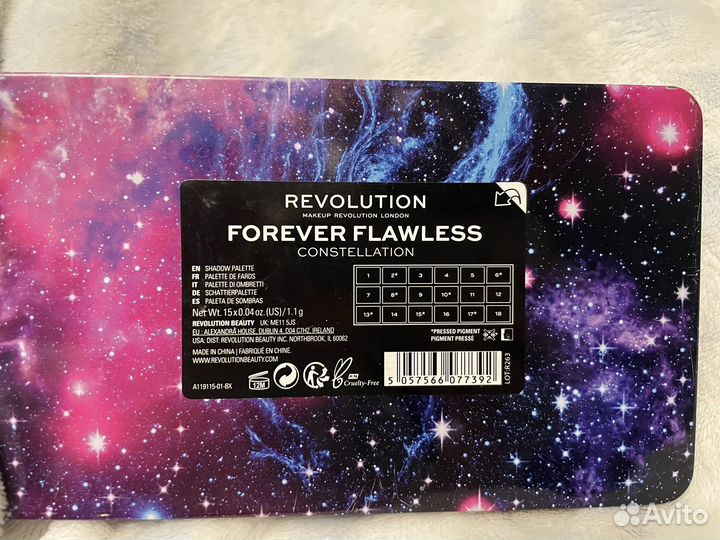 REVOLUTION
MAKEUP REVOLUTION LONDON
FOREVER FLAWLESS
CONSTELLATION
EN SHADOW PALETTE
FR PALETTE DE FARDS
IT PALETTE DI OMBRETTI
DE SCHATTIERPALETTE
ES PALETA DE SOMBRAS
Net Wt. 15 x 0.04 oz. (US) / 1.1 g
REVOLUTION BEAUTY UK: ME11 5JS
EU: ALEXANDRA HOUSE, DUBLIN 4, D04 C7H2, IRELAND
USA: DIST: REVOLUTION BEAUTY INC. NORTHBROOK, IL 60062
MADE IN CHINA | FABRIQUÉ EN CHINE.
WWW.REVOLUTIONBEAUTY.COM
A119115-01-BX
12M
Cruelty-Free
1 2* 3 4 5 6*
7 8* 9 10* 11 12
13* 14 15* 16 17* 18
*PRESSED PIGMENT
PIGMENT PRESSÉ
5 057566 077392
LOT:R263
Avito